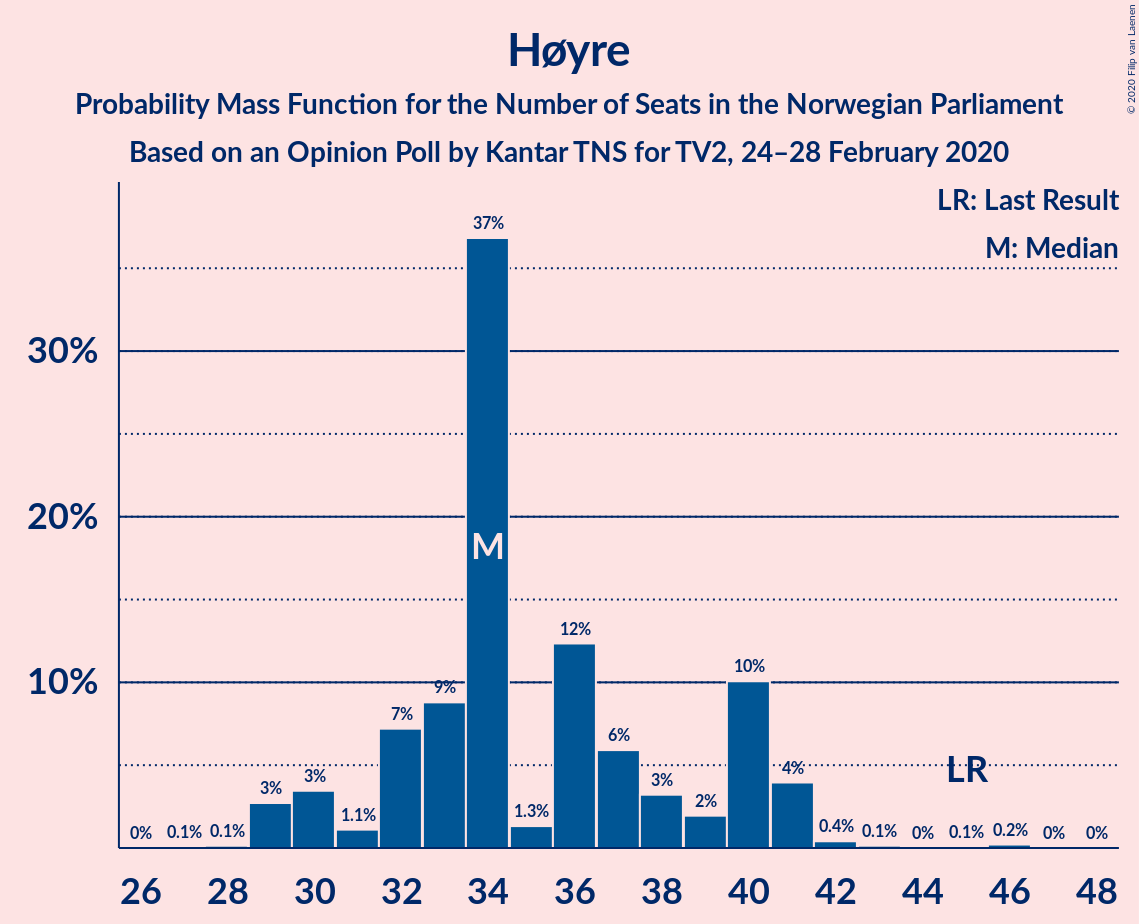 Høyre
Probability Mass Function for the Number of Seats in the Norwegian Parliament
Based on an Opinion Poll by Kantar TNS for TV2, 24–28 February 2020
© 2020 Filip van Laenen
LR: Last Result
M: Median
30%
20%
10%
0%
0.1%
0.1%
3%
3%
1.1%
7%
9%
37%
M
1.3%
12%
6%
3%
2%
10%
4%
0.4%
0.1%
0%
0.1%
LR
0.2%
0%
0%
26 28 30 32 34 36 38 40 42 44 46 48